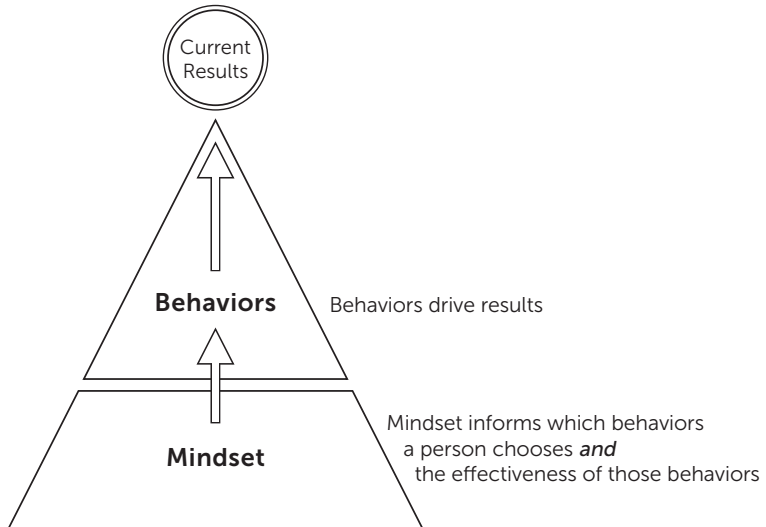 Current
Results
Behaviors
Behaviors drive results
Mindset informs which behaviors
a person chooses and
the effectiveness of those behaviors
Mindset